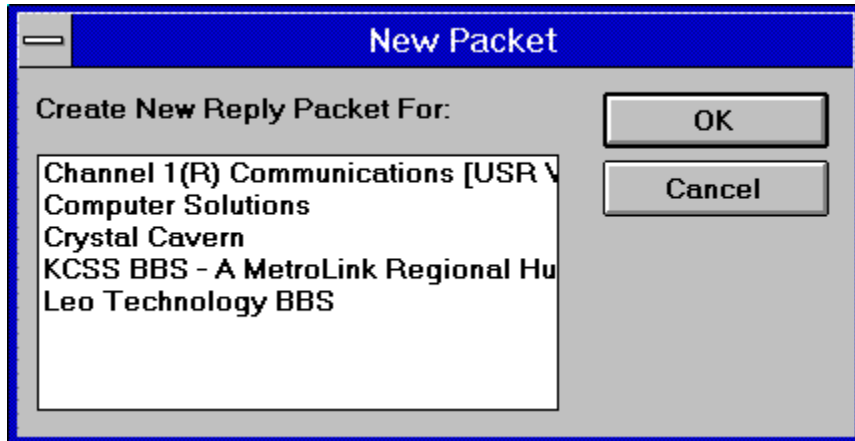 New Packet
Create New Reply Packet For:
OK
Cancel
Channel 1(R) Communications [USR
Computer Solutions
Crystal Cavern
KCSS BBS - A MetroLink Regional Hu
Leo Technology BBS